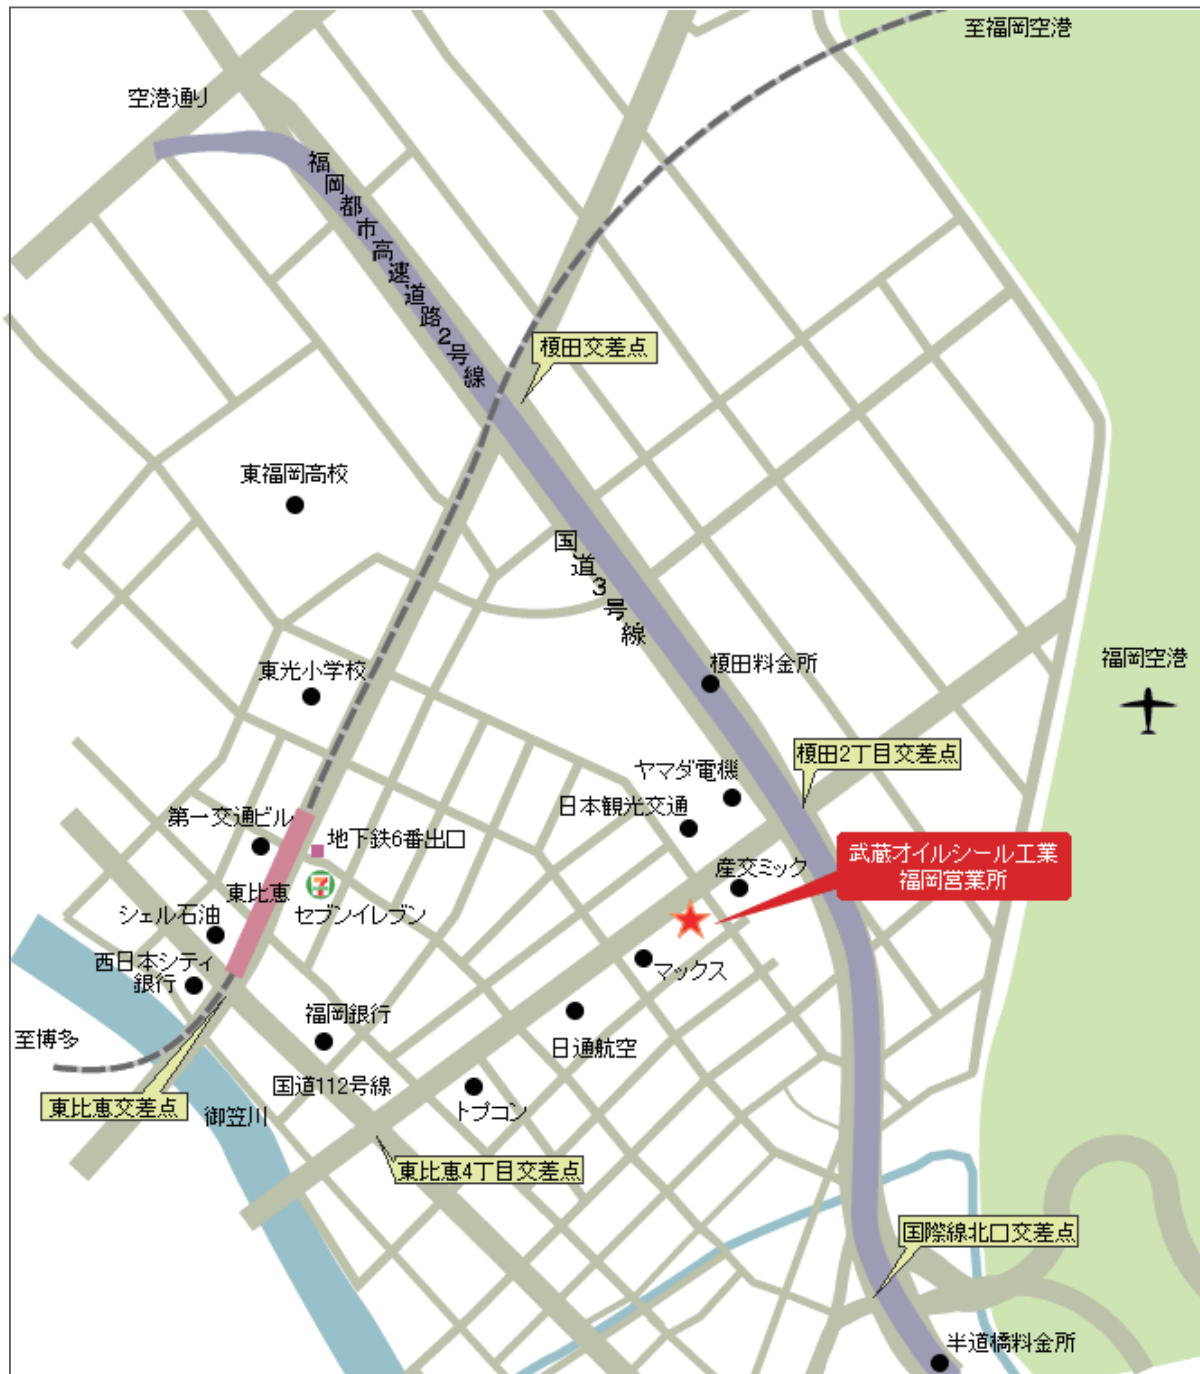 至福岡空港
空港通り
福岡都市高速道路2号線
榎田交差点
東福岡高校
国道3号線
東光小学校
榎田料金所
福岡空港
榎田2丁目交差点
ヤマダ電機
日本観光交通
第一交通ビル
地下鉄6番出口
産交ミック
武蔵オイルシール工業
福岡営業所
東比恵
7
セブンイレブン
シェル石油
西日本シティ
銀行
マックス
福岡銀行
至博多
日通航空
国道112号線
東比恵交差点
御笠川
トプコン
東比恵4丁目交差点
国際線北口交差点
半道橋料金所